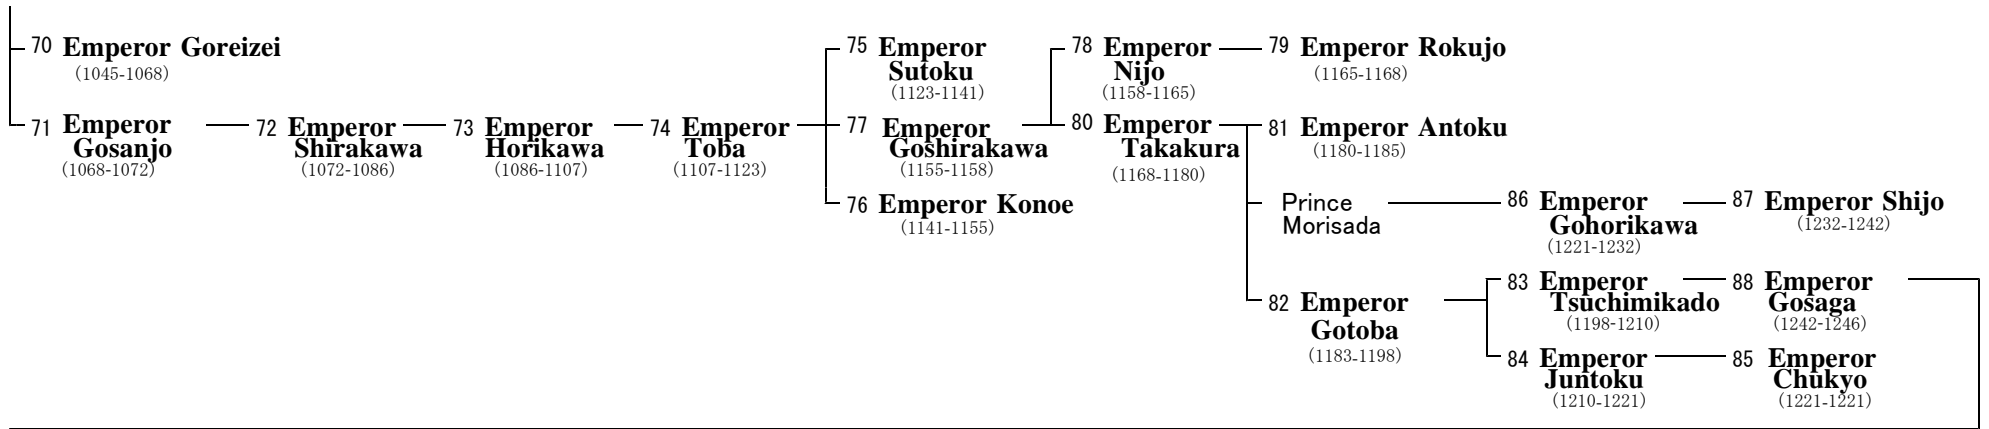 70 Emperor Goreizei
(1045-1068)
71 Emperor
Gosanjo
(1068-1072)
72 Emperor
Shirakawa
(1072-1086)
73 Emperor
Horikawa
(1086-1107)
74 Emperor
Toba
(1107-1123)
75 Emperor
Sutoku
(1123-1141)
77 Emperor
Goshirakawa
(1155-1158)
76 Emperor Konoe
(1141-1155)
78 Emperor
Nijo
(1158-1165)
79 Emperor Rokujo
(1165-1168)
80 Emperor
Takakura
(1168-1180)
81 Emperor Antoku
(1180-1185)
Prince
Morisada
86 Emperor
Gohorikawa
(1221-1232)
87 Emperor Shijo
(1232-1242)
82 Emperor
Gotoba
(1183-1198)
83 Emperor
Tsuchimikado
(1198-1210)
88 Emperor
Gosaga
(1242-1246)
84 Emperor
Juntoku
(1210-1221)
85 Emperor
Chukyo
(1221-1221)